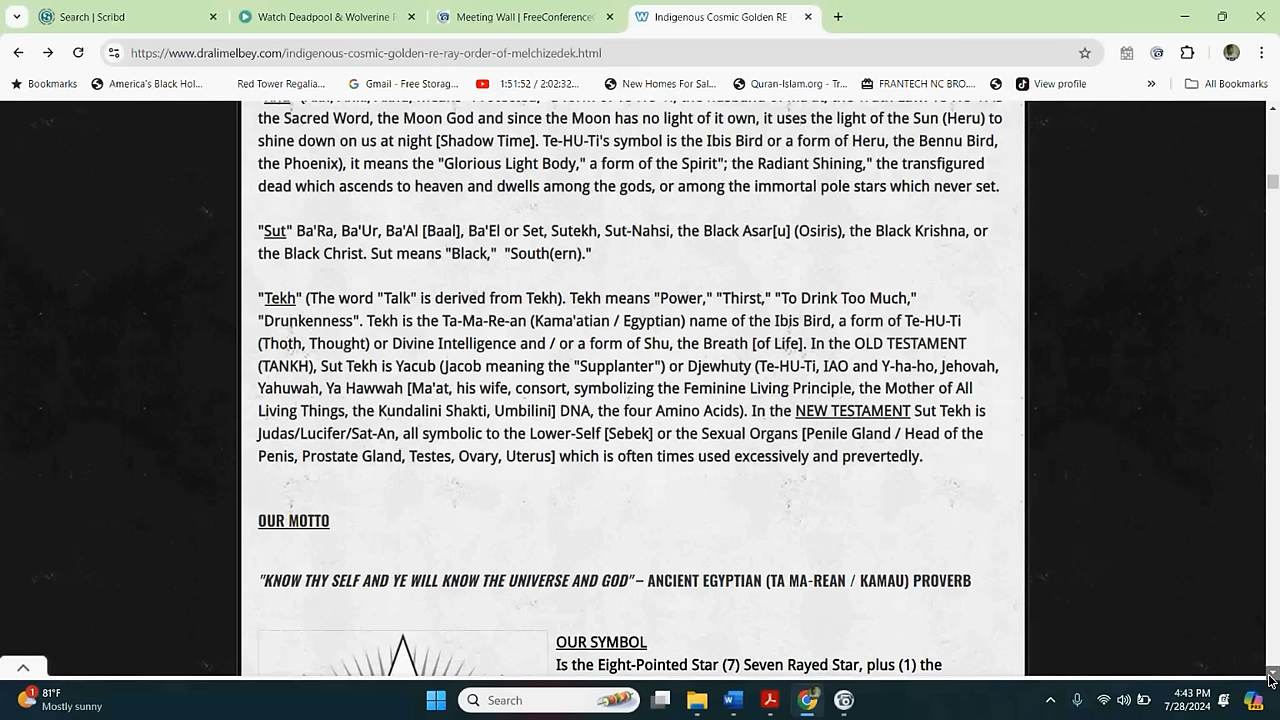 Search | Scribd
Watch Deadpool & Wolverine F
Meeting Wall | FreeConference
Indigenous Cosmic Golden RE
https://www.dralimelbey.com/indigenous-cosmic-golden-re-ray-order-of-melchizedek.html
Bookmarks
America's Black Hol...
Red Tower Regalia...
Gmail - Free Storag...
1:51:52 / 2:02:32...
New Homes For Sal...
Quran-Islam.org - Tr...
FRANTECH NC BRO...
View profile
All Bookmarks
the Sacred Word, the Moon God and since the Moon has no light of it own, it uses the light of the Sun (Heru) to
shine down on us at night [Shadow Time]. Te-HU-Ti's symbol is the Ibis Bird or a form of Heru, the Bennu Bird,
the Phoenix), it means the "Glorious Light Body," a form of the Spirit"; the Radiant Shining," the transfigured
dead which ascends to heaven and dwells among the gods, or among the immortal pole stars which never set.
"Sut" Ba'Ra, Ba'Ur, Ba'Al [Baal], Ba'El or Set, Sutekh, Sut-Nahsi, the Black Asar[u] (Osiris), the Black Krishna, or
the Black Christ. Sut means "Black," "South(ern)."
"Tekh" (The word "Talk" is derived from Tekh). Tekh means "Power," "Thirst," "To Drink Too Much,"
"Drunkenness". Tekh is the Ta-Ma-Re-an (Kama'atian / Egyptian) name of the Ibis Bird, a form of Te-HU-Ti
(Thoth, Thought) or Divine Intelligence and / or a form of Shu, the Breath [of Life]. In the OLD TESTAMENT
(TANKH), Sut Tekh is Yacub (Jacob meaning the "Supplanter") or Djewhuty (Te-HU-Ti, IAO and Y-ha-ho, Jehovah,
Yahuwah, Ya Hawwah [Ma'at, his wife, consort, symbolizing the Feminine Living Principle, the Mother of All
Living Things, the Kundalini Shakti, Umbilini] DNA, the four Amino Acids). In the NEW TESTAMENT Sut Tekh is
Judas/Lucifer/Sat-An, all symbolic to the Lower-Self [Sebek] or the Sexual Organs [Penile Gland / Head of the
Penis, Prostate Gland, Testes, Ovary, Uterus] which is often times used excessively and prevertedly.
OUR MOTTO
"KNOW THY SELF AND YE WILL KNOW THE UNIVERSE AND GOD" – ANCIENT EGYPTIAN (TA MA-REAN / KAMAU) PROVERB
OUR SYMBOL
Is the Eight-Pointed Star (7) Seven Rayed Star, plus (1) the
1
81°F
Mostly sunny
Search
4:43 PM
7/28/2024